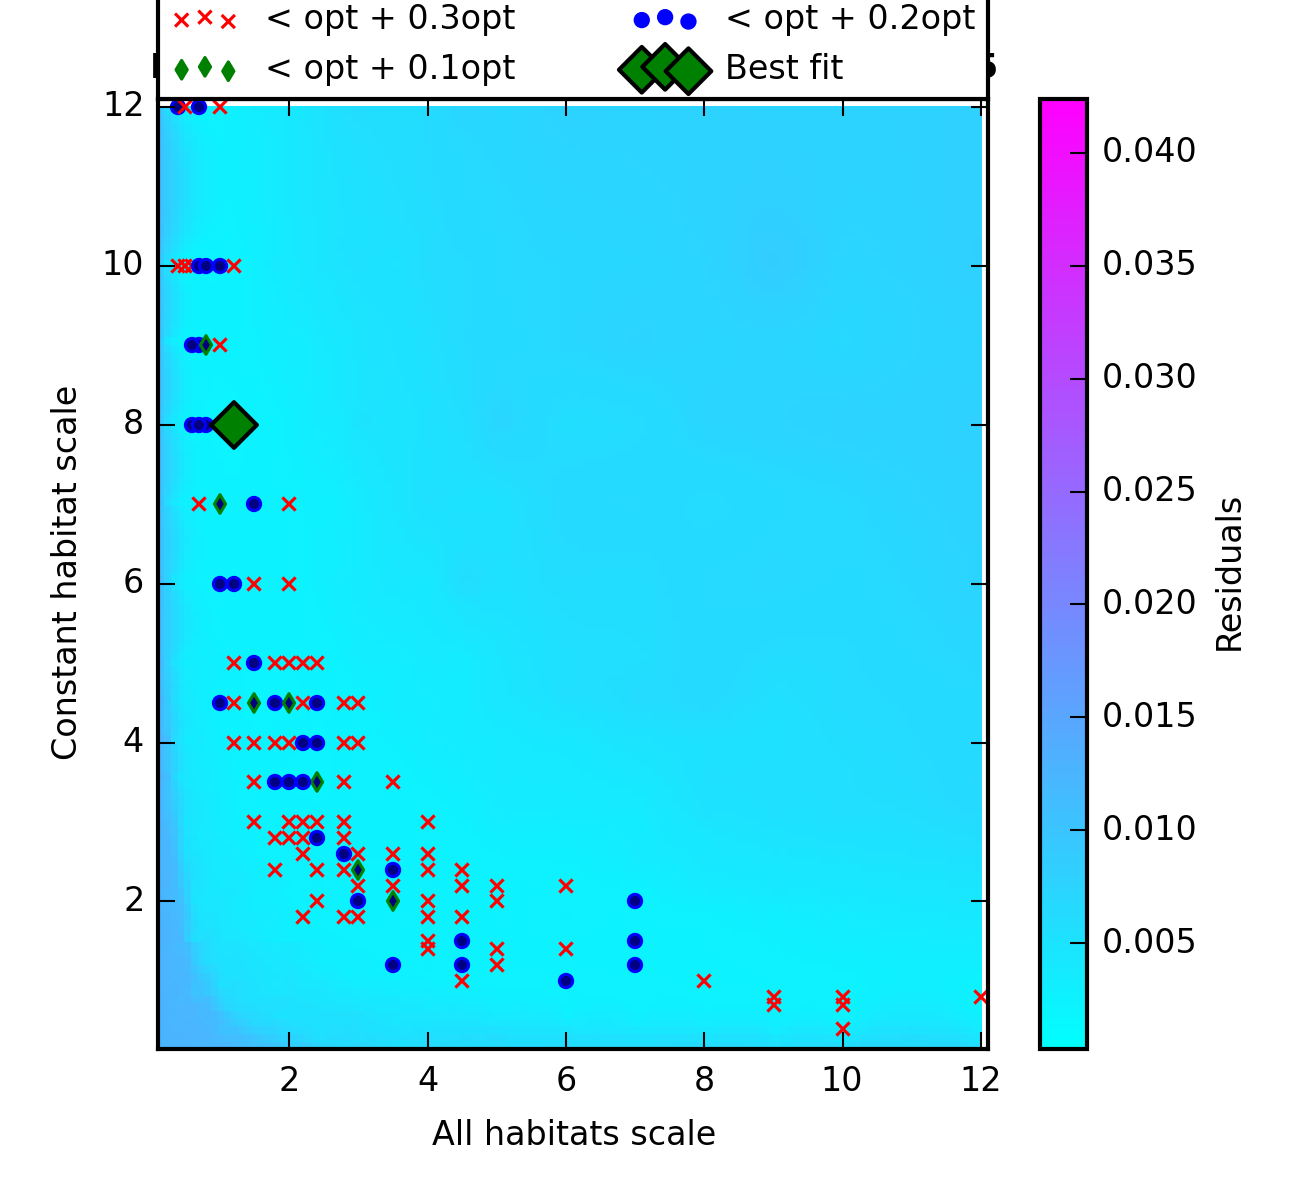 < opt + 0.3opt
< opt + 0.2opt
< opt + 0.1opt
Best fit
12
10
8
6
4
2
Constant habitat scale
2
4
6
8
10
12
All habitats scale
0.040
0.035
0.030
0.025
0.020
0.015
0.010
0.005
Residuals